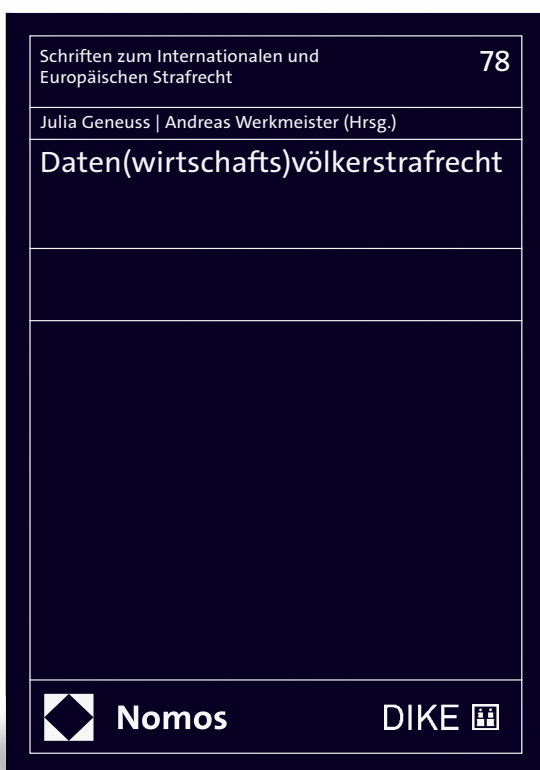 Schriften zum Internationalen und
Europäischen Strafrecht
78
Julia Geneuss | Andreas Werkmeister (Hrsg.)
Daten(wirtschafts)völkerstrafrecht
Nomos
DIKE